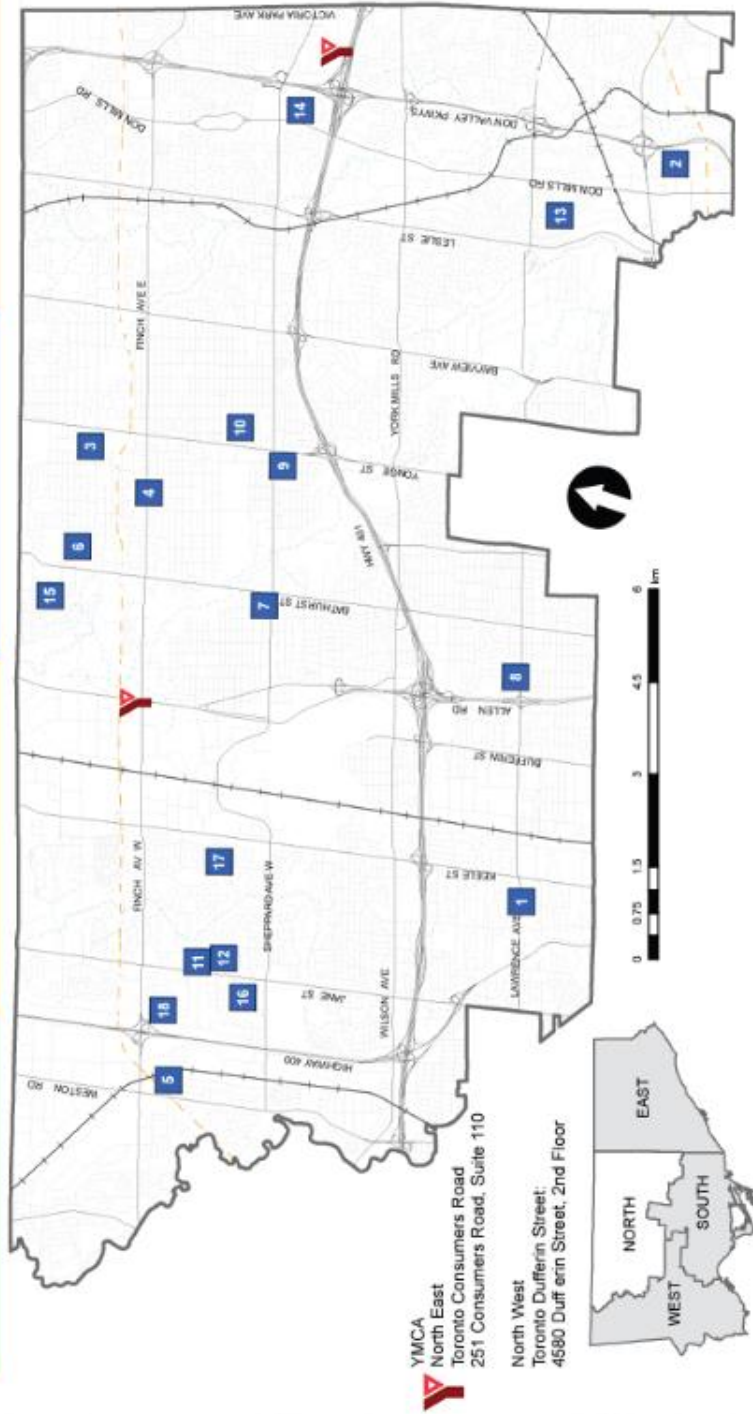 VICTORIA PARK AVE
DON MILLS RD
14
DON VALLEY PKWYS
2
DON MILLS RD
13
LESLIE ST
FINCH AVE E
BAYVIEW AVE
YORK MILLS RD
10
3
9
YONGE ST
4
6
HWY 401
15
7
BATHURST ST
8
ALLEN RD
BUFFERIN ST
17
FINCH AV W
SHEPPARD AVE W
KEELE ST
1
LAWRENCE AVE
11
12
16
JANE ST
18
WILSON AVE
HIGHWAY 400
5
WESTON RD
0 0.75 1.5 3 4.5 6
km
YMCA
North East
Toronto Consumers Road
251 Consumers Road, Suite 110
North West
Toronto Dufferin Street:
4580 Duff erin Street, 2nd Floor
NORTH
EAST
WEST
SOUTH